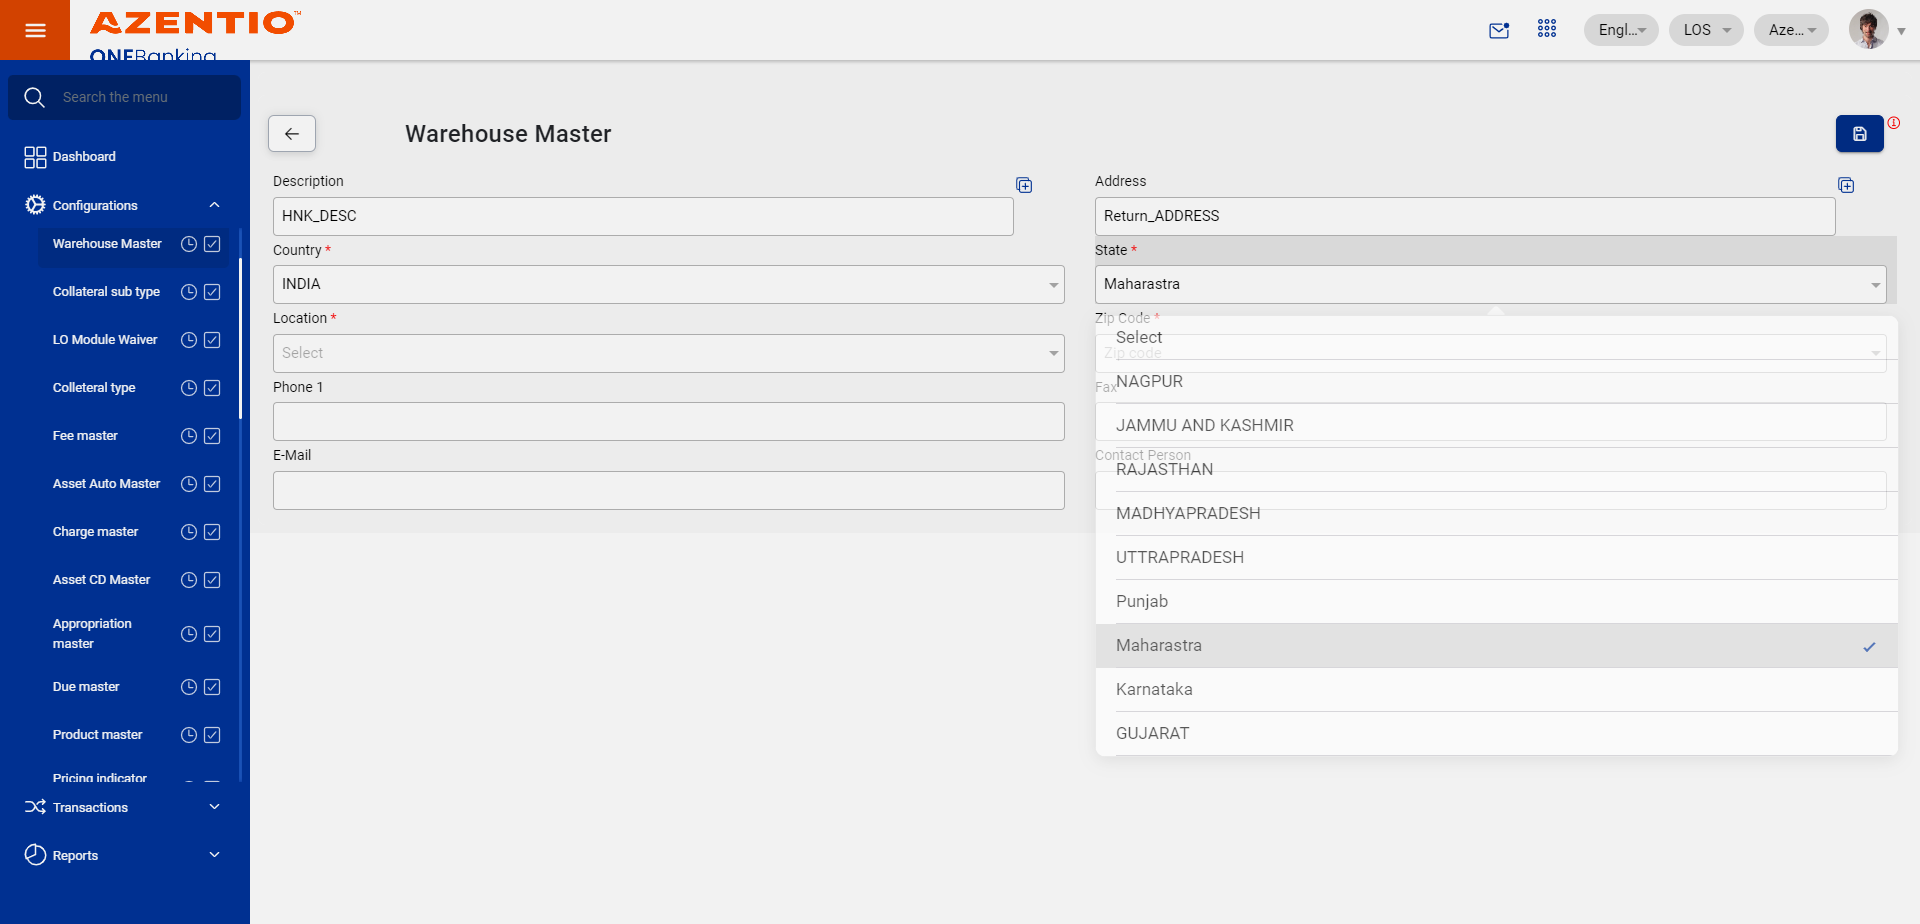 AZENTIO™
ONEBanking
Engl...
LOS
Aze...
Search the menu
Dashboard
Configurations
Warehouse Master
Collateral sub type
LO Module Waiver
Colleteral type
Fee master
Asset Auto Master
Charge master
Asset CD Master
Appropriation
master
Due master
Product master
Pricing indicator
Transactions
Reports
Warehouse Master
Description
HNK_DESC
Address
Return_ADDRESS
Country *
INDIA
State *
Maharastra
Location *
Select
Zip Code *
Zip code
Phone 1
Fax
E-Mail
Contact Person
Select
NAGPUR
JAMMU AND KASHMIR
RAJASTHAN
MADHYAPRADESH
UTTRAPRADESH
Punjab
Maharastra
Karnataka
GUJARAT